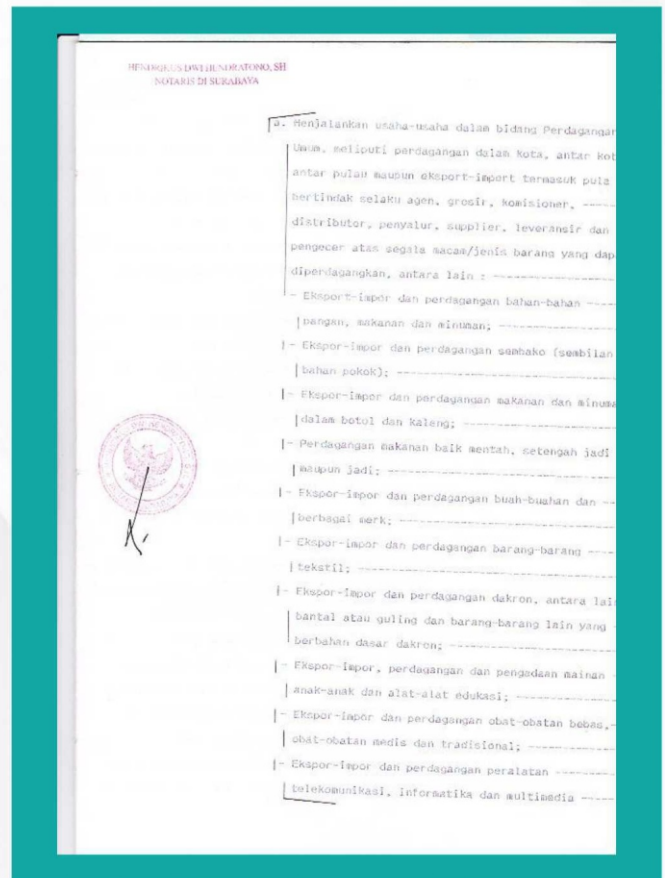 HENDRIKUS DWI HENDRATONO, SH
NOTARIS DI SURABAYA
a. Menjalankan usaha-usaha dalam bidang Perdagangan
Umum, meliputi perdagangan dalam kota, antar kot
antar pulau maupun eksport-import termasuk pula
bertindak selaku agen, grosir, komisioner, -----
distributor, penyalur, supplier, leveransir dan
pengecer atas segala macam/jenis barang yang dap
diperdagangkan, antara lain : -----
- Eksport-impor dan perdagangan bahan-bahan -----
pangan, makanan dan minuman; -----
- Ekspor-Impor dan perdagangan sembako (sembilan
bahan pokok); -----
- Ekspor-Impor dan perdagangan makanan dan minuma
dalam botol dan kaleng; -----
- Perdagangan makanan baik mentah, setengah jadi
maupun jadi; -----
- Ekspor-impor dan perdagangan buah-buahan dan --
berbagai merk; -----
- Ekspor-impor dan perdagangan barang-barang ----
tekstil; -----
- Ekspor-Impor dan perdagangan dakron, antara lai
bantal atau guling dan barang-barang lain yang -
berbahan dasar dakron; -----
- Ekspor-Impor, perdagangan dan pengadaan mainan -
anak-anak dan alat-alat edukasi; -----
- Ekspor-Impor dan perdagangan obat-obatan bebas,-
obat-obatan medis dan tradisional; -----
- Ekspor-Impor dan perdagangan peralatan -----
telekomunikasi, informatika dan multimedia -----